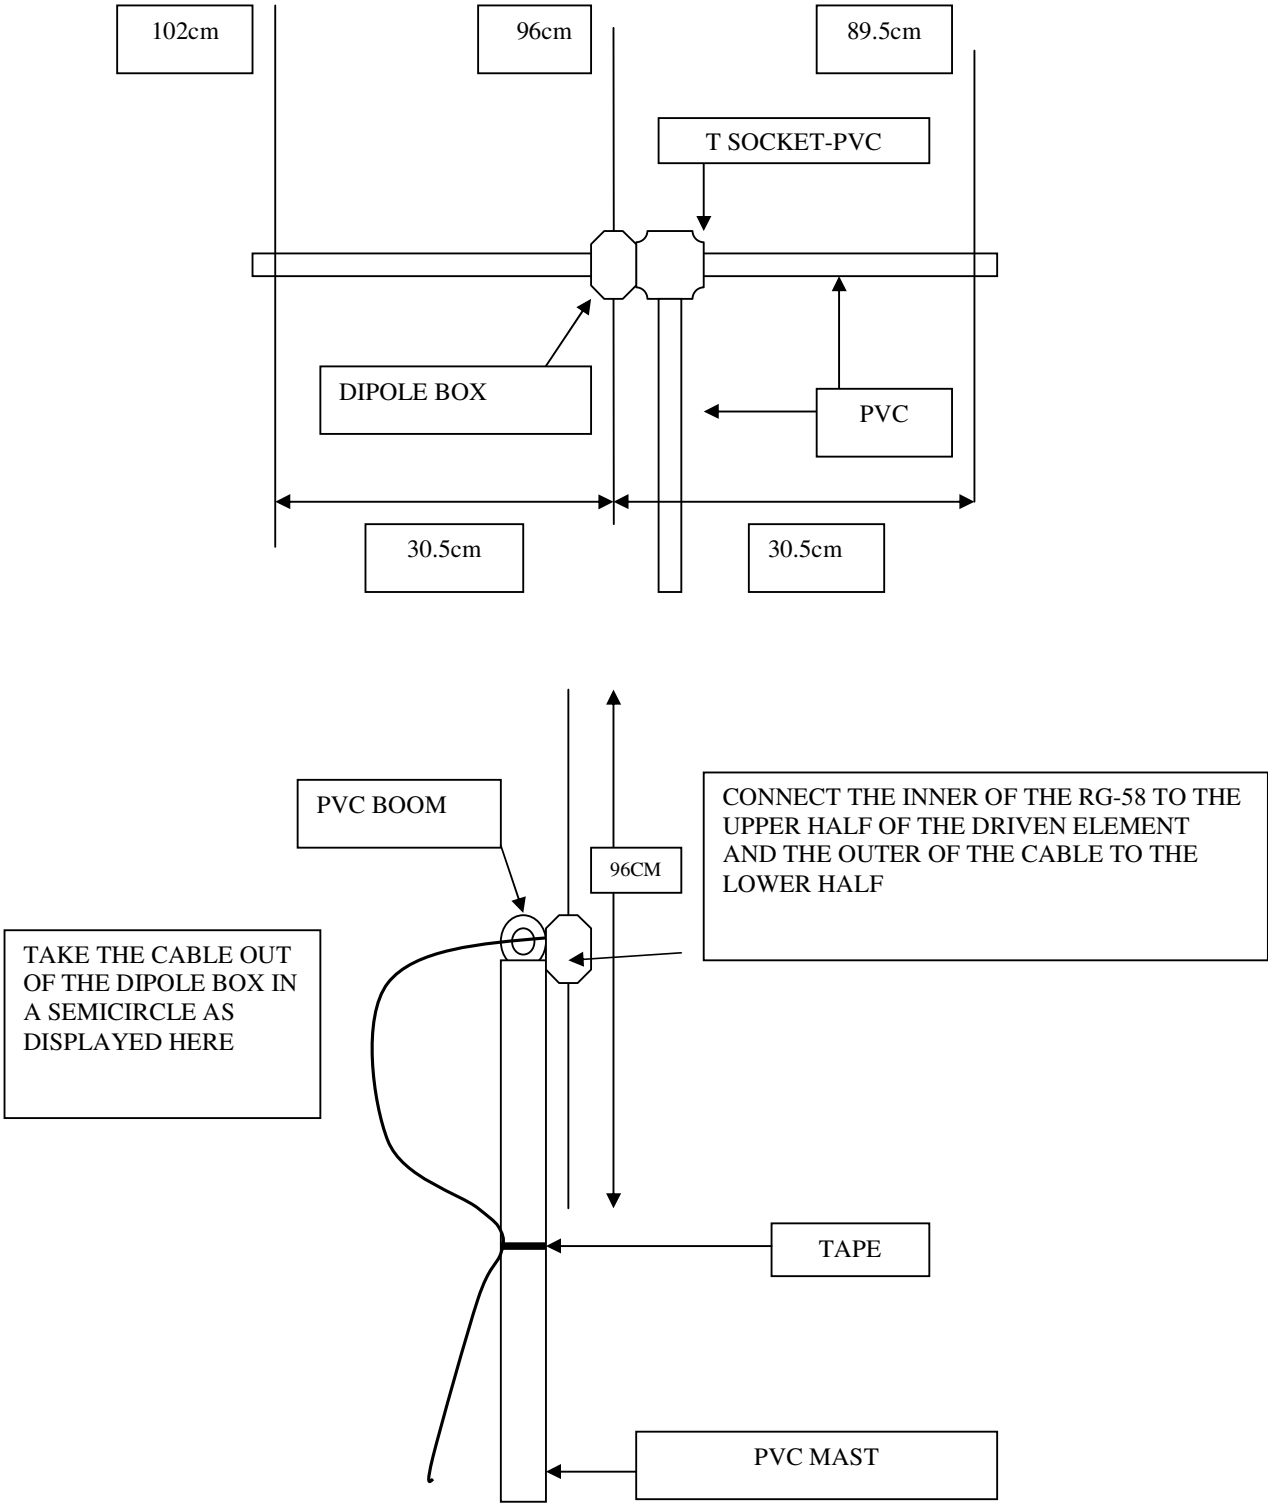 102cm
96cm
89.5cm
T SOCKET-PVC
DIPOLE BOX
PVC
30.5cm
30.5cm
PVC BOOM
CONNECT THE INNER OF THE RG-58 TO THE
UPPER HALF OF THE DRIVEN ELEMENT
AND THE OUTER OF THE CABLE TO THE
LOWER HALF
96CM
TAKE THE CABLE OUT
OF THE DIPOLE BOX IN
A SEMICIRCLE AS
DISPLAYED HERE
TAPE
PVC MAST